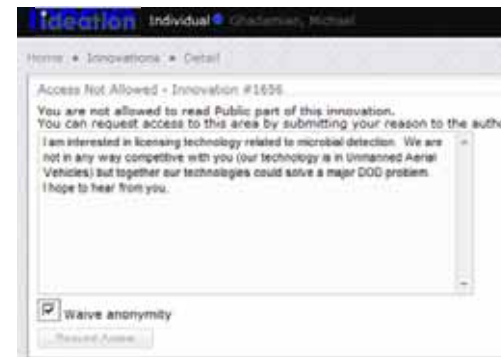 ideation Individual Ghademian, Michael
Home • Innovations • Detail
Access Not Allowed - Innovation #1656
You are not allowed to read Public part of this innovation.
You can request access to this area by submitting your reason to the autho
I am interested in licensing technology related to microbial detection. We are
not in any way competitive with you (our technology is in Unmanned Aerial
Vehicles) but together our technologies could solve a major DOD problem.
I hope to hear from you.
Waive anonymity
Request Access